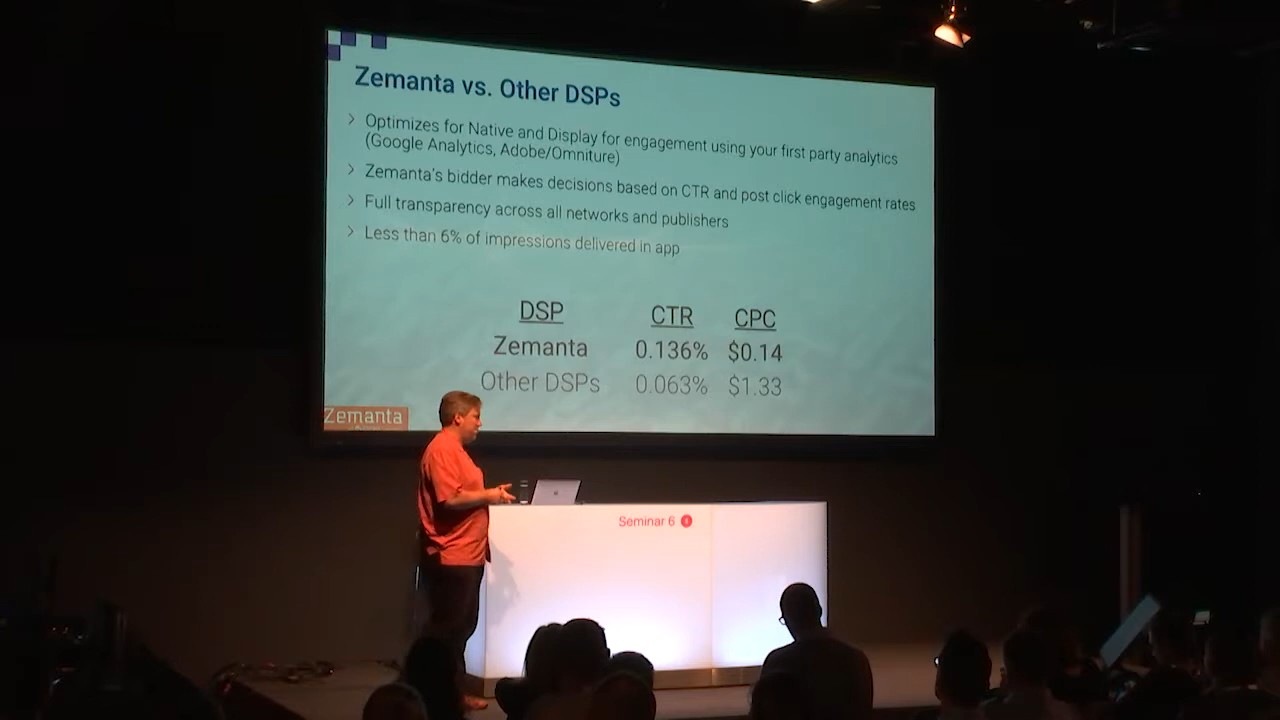 Zemanta vs. Other DSPs
Optimizes for Native and Display for engagement using your first party analytics
(Google Analytics, Adobe/Omniture)
Zemanta's bidder makes decisions based on CTR and post click engagement rates
Full transparency across all networks and publishers
Less than 6% of impressions delivered in app
DSP CTR CPC
Zemanta 0.136% $0.14
Other DSPs 0.063% $1.33
Zemanta
Seminar 6